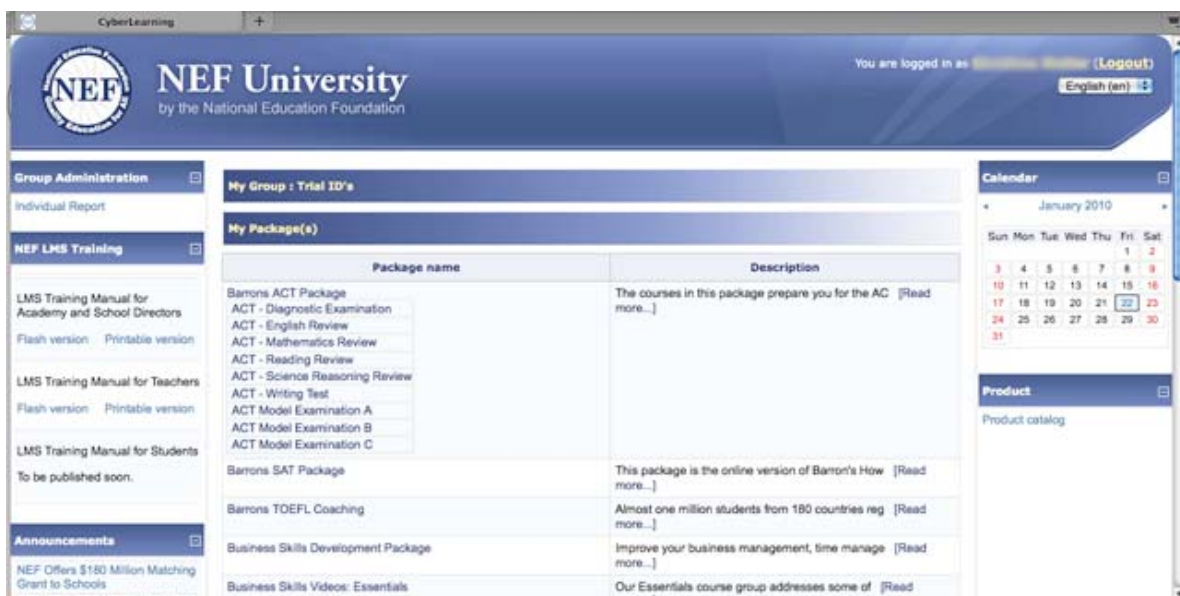 CyberLearning
+
NEF
NEF University
by the National Education Foundation
You are logged in as (Logout)
English (en)
Group Administration
Individual Report
NEF LMS Training
LMS Training Manual for
Academy and School Directors
Flash version Printable version
LMS Training Manual for Teachers
Flash version Printable version
LMS Training Manual for Students
To be published soon.
Announcements
NEF Offers $160 Million Matching
Grant to Schools
My Group : Trial ID's
My Package(s)
Package name Description
Barrons ACT Package
ACT - Diagnostic Examination
ACT - English Review
ACT - Mathematics Review
ACT - Reading Review
ACT - Science Reasoning Review
ACT - Writing Test
ACT Model Examination A
ACT Model Examination B
ACT Model Examination C
The courses in this package prepare you for the AC [Read
more...]
Barrons SAT Package
This package is the online version of Barron's How [Read
more...]
Barrons TOEFL Coaching
Almost one million students from 180 countries reg [Read
more...]
Business Skills Development Package
Improve your business management, time manage [Read
more...]
Business Skills Videos: Essentials
Our Essentials course group addresses some of [Read
Calendar
January 2010
Sun Mon Tue Wed Thu Fri Sat
1 2
3 4 5 6 7 8 9
10 11 12 13 14 15 16
17 18 19 20 21 22 23
24 25 26 27 28 29 30
31
Product
Product catalog